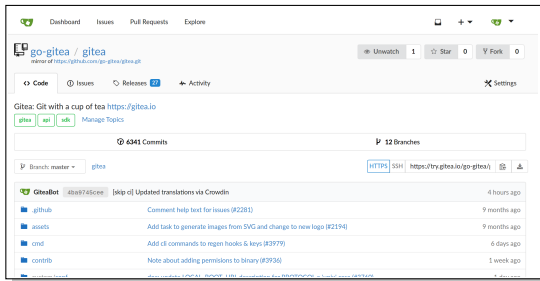 Dashboard Issues Pull Requests Explore
go-gitea / gitea
Unwatch 1 Star 0 Fork 0
mirror of https://github.com/go-gitea/gitea.git
Code Issues Releases 27 Activity Settings
Gitea: Git with a cup of tea https://gitea.io
gitea api sdk Manage Topics
6341 Commits 12 Branches
Branch: master gitea HTTPS SSH https://try.gitea.io/go-gitea/
GiteaBot 4ba9745cee [skip ci] Updated translations via Crowdin 4 hours ago
.github Comment help text for issues (#2281) 9 months ago
assets Add task to generate images from SVG and change to new logo (#2194) 9 months ago
cmd Add cli commands to regen hooks & keys (#3979) 6 days ago
contrib Note about adding permisions to binary (#3936) 1 week ago